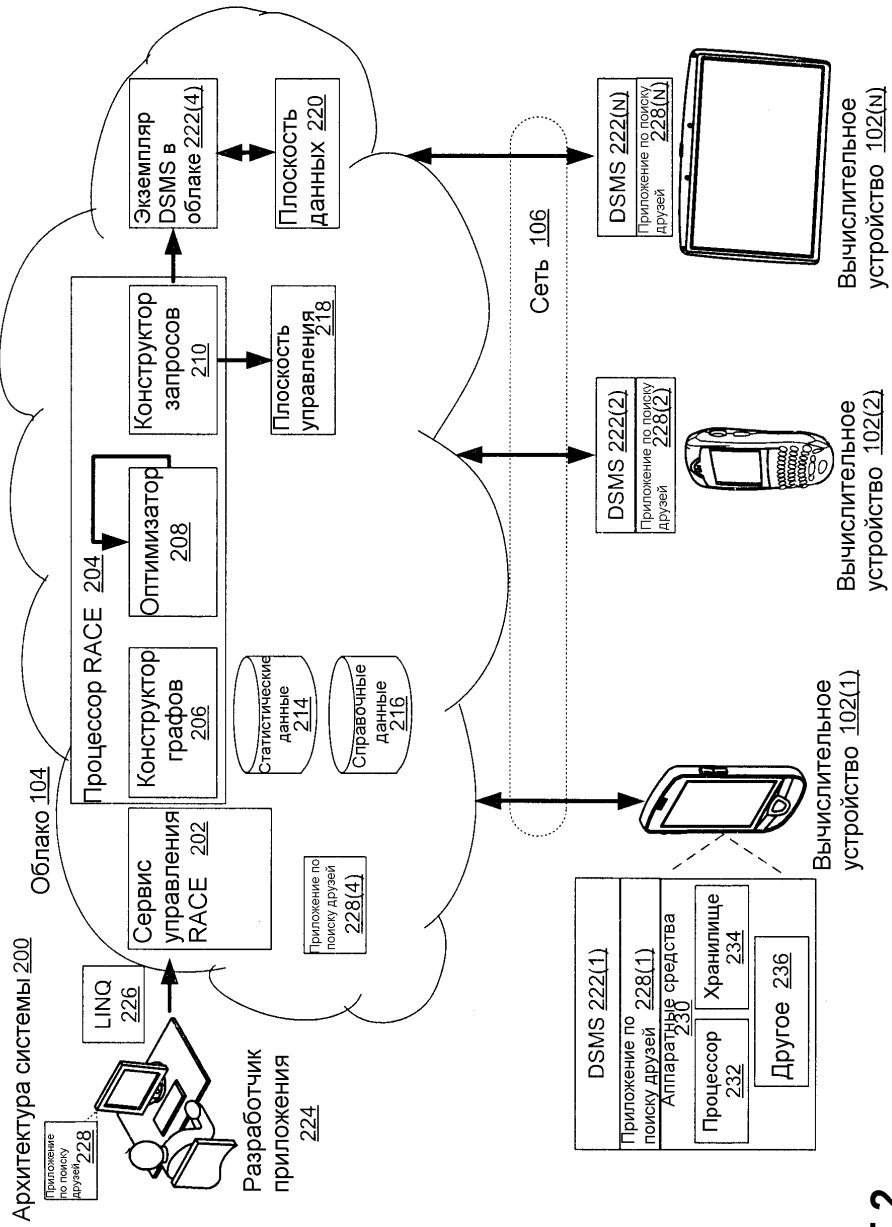 Архитектура системы 200
Приложение
по поиску
друзей 228
LINQ
226
Разработчик
приложения
224
Облако 104
Сервис
управления
RACE 202
Приложение по
поиску друзей
228(4)
Процессор RACE 204
Конструктор
графов
206
Оптимизатор
208
Конструктор
запросов
210
Статистические
данные
214
Справочные
данные
216
Плоскость
управления
218
Экземпляр
DSMS в
облаке 222(4)
Плоскость
данных 220
Сеть 106
DSMS 222(1)
Приложение по
поиску друзей 228(1)
Аппаратные средства
230
Процессор
232
Хранилище
234
Другое 236
Вычислительное
устройство 102(1)
DSMS 222(2)
Приложение по поиску
друзей 228(2)
Вычислительное
устройство 102(2)
DSMS 222(N)
Приложение по поиску
друзей 228(N)
Вычислительное
устройство 102(N)
2